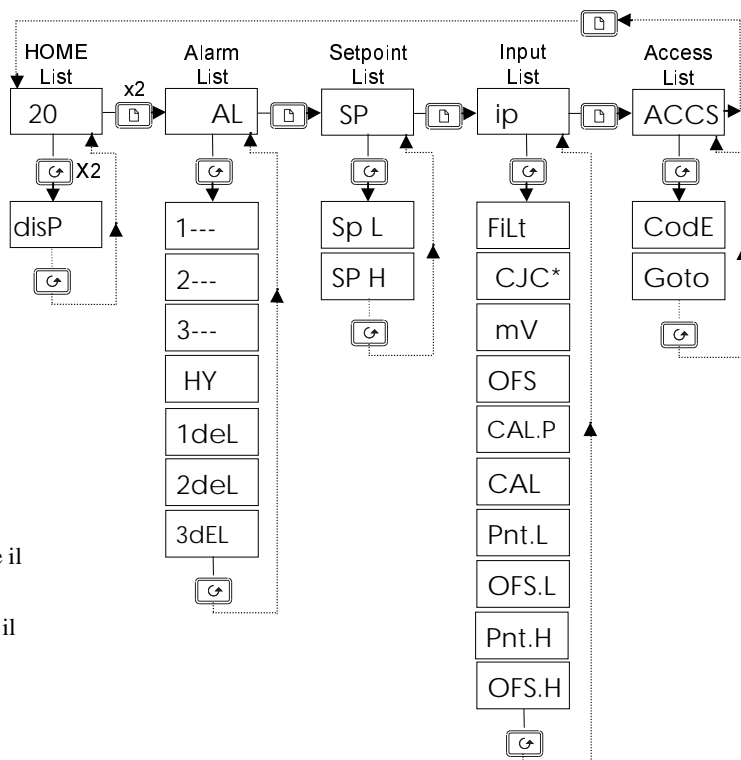 HOME List
Alarm List
Setpoint List
Input List
Access List
20
x2
AL
SP
ip
ACCS
X2
disP
1---
2---
3---
HY
1deL
2deL
3dEL
Sp L
SP H
FiLt
CJC*
mV
OFS
CAL.P
CAL
Pnt.L
OFS.L
Pnt.H
OFS.H
CodE
Goto
il
il